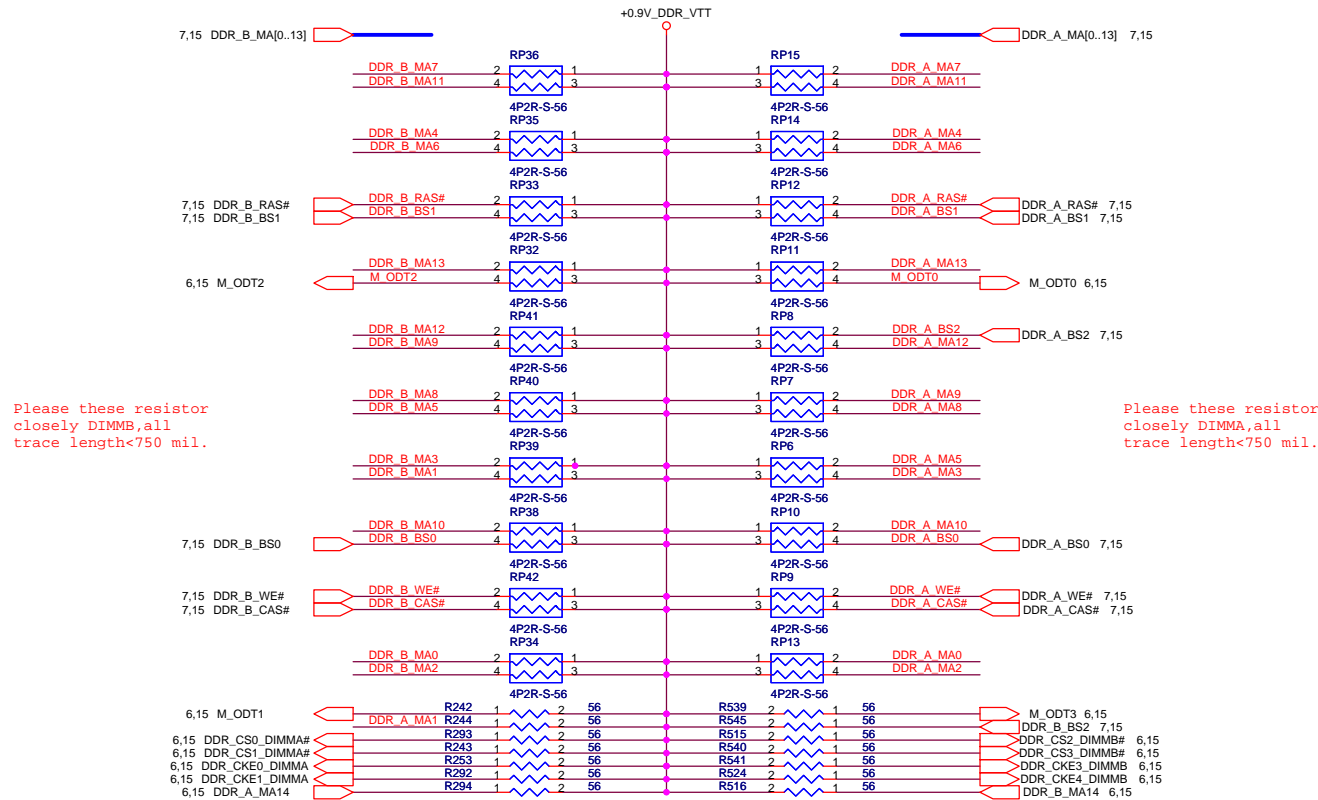 +0.9V_DDR_VTT
7,15 DDR_B_MA[0..13] DDR_A_MA[0..13] 7,15
RP36 RP15
DDR_B_MA7 2 1 1 2 DDR_A_MA7
DDR_B_MA11 4 3 3 4 DDR_A_MA11
4P2R-S-56 4P2R-S-56
RP35 RP14
DDR_B_MA4 2 1 1 2 DDR_A_MA4
DDR_B_MA6 4 3 3 4 DDR_A_MA6
4P2R-S-56 4P2R-S-56
RP33 RP12
7,15 DDR_B_RAS# DDR_B_RAS# 2 1 1 2 DDR_A_RAS# DDR_A_RAS# 7,15
7,15 DDR_B_BS1 DDR_B_BS1 4 3 3 4 DDR_A_BS1 DDR_A_BS1 7,15
4P2R-S-56 4P2R-S-56
RP32 RP11
DDR_B_MA13 2 1 1 2 DDR_A_MA13
6,15 M_ODT2 M_ODT2 4 3 3 4 M_ODT0 M_ODT0 6,15
4P2R-S-56 4P2R-S-56
RP41 RP8
DDR_B_MA12 2 1 1 2 DDR_A_BS2 DDR_A_BS2 7,15
DDR_B_MA9 4 3 3 4 DDR_A_MA12
4P2R-S-56 4P2R-S-56
RP40 RP7
DDR_B_MA8 2 1 1 2 DDR_A_MA9
DDR_B_MA5 4 3 3 4 DDR_A_MA8
Please these resistor
closely DIMMB,all
trace length<750 mil.
Please these resistor
closely DIMMA,all
trace length<750 mil.
4P2R-S-56 4P2R-S-56
RP39 RP6
DDR_B_MA3 2 1 1 2 DDR_A_MA5
DDR_B_MA1 4 3 3 4 DDR_A_MA3
4P2R-S-56 4P2R-S-56
RP38 RP10
DDR_B_MA10 2 1 1 2 DDR_A_MA10
7,15 DDR_B_BS0 DDR_B_BS0 4 3 3 4 DDR_A_BS0 DDR_A_BS0 7,15
4P2R-S-56 4P2R-S-56
RP42 RP9
7,15 DDR_B_WE# DDR_B_WE# 2 1 1 2 DDR_A_WE# DDR_A_WE# 7,15
7,15 DDR_B_CAS# DDR_B_CAS# 4 3 3 4 DDR_A_CAS# DDR_A_CAS# 7,15
4P2R-S-56 4P2R-S-56
RP34 RP13
DDR_B_MA0 2 1 1 2 DDR_A_MA0
DDR_B_MA2 4 3 3 4 DDR_A_MA2
4P2R-S-56 4P2R-S-56
6,15 M_ODT1 R242 1 2 56 R539 2 1 56 M_ODT3 6,15
DDR_A_MA1 R244 1 2 56 R545 2 1 56 DDR_B_BS2 7,15
6,15 DDR_CS0_DIMMA# R293 1 2 56 R515 2 1 56 DDR_CS2_DIMMB# 6,15
6,15 DDR_CS1_DIMMA# R243 1 2 56 R540 2 1 56 DDR_CS3_DIMMB# 6,15
6,15 DDR_CKE0_DIMMA R253 1 2 56 R541 2 1 56 DDR_CKE3_DIMMB 6,15
6,15 DDR_CKE1_DIMMA R292 1 2 56 R524 2 1 56 DDR_CKE4_DIMMB 6,15
6,15 DDR_A_MA14 R294 1 2 56 R516 2 1 56 DDR_B_MA14 6,15